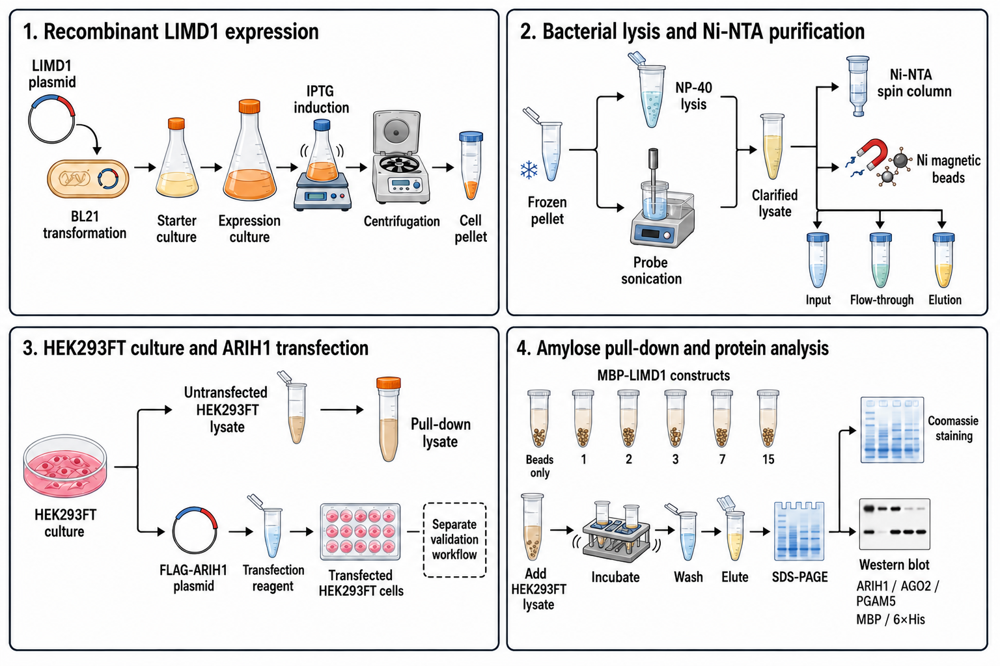 1. Recombinant LIMD1 expression
LIMD1
plasmid
BL21
transformation
Starter
culture
Expression
culture
IPTG
induction
Centrifugation
Cell
pellet
2. Bacterial lysis and Ni-NTA purification
Frozen
pellet
NP-40
lysis
Probe
sonication
Clarified
lysate
Ni-NTA
spin column
Ni magnetic
beads
Input
Flow-through
Elution
3. HEK293FT culture and ARIH1 transfection
HEK293FT
culture
Untransfected
HEK293FT
lysate
Pull-down
lysate
FLAG-ARIH1
plasmid
Transfection
reagent
Transfected
HEK293FT cells
Separate
validation
workflow
4. Amylose pull-down and protein analysis
MBP-LIMD1 constructs
Beads
only
1
2
3
7
15
Add
HEK293FT
lysate
Incubate
Wash
Elute
SDS-PAGE
Coomassie
staining
Western blot
ARIH1 / AGO2 /
PGAM5
MBP / 6×His